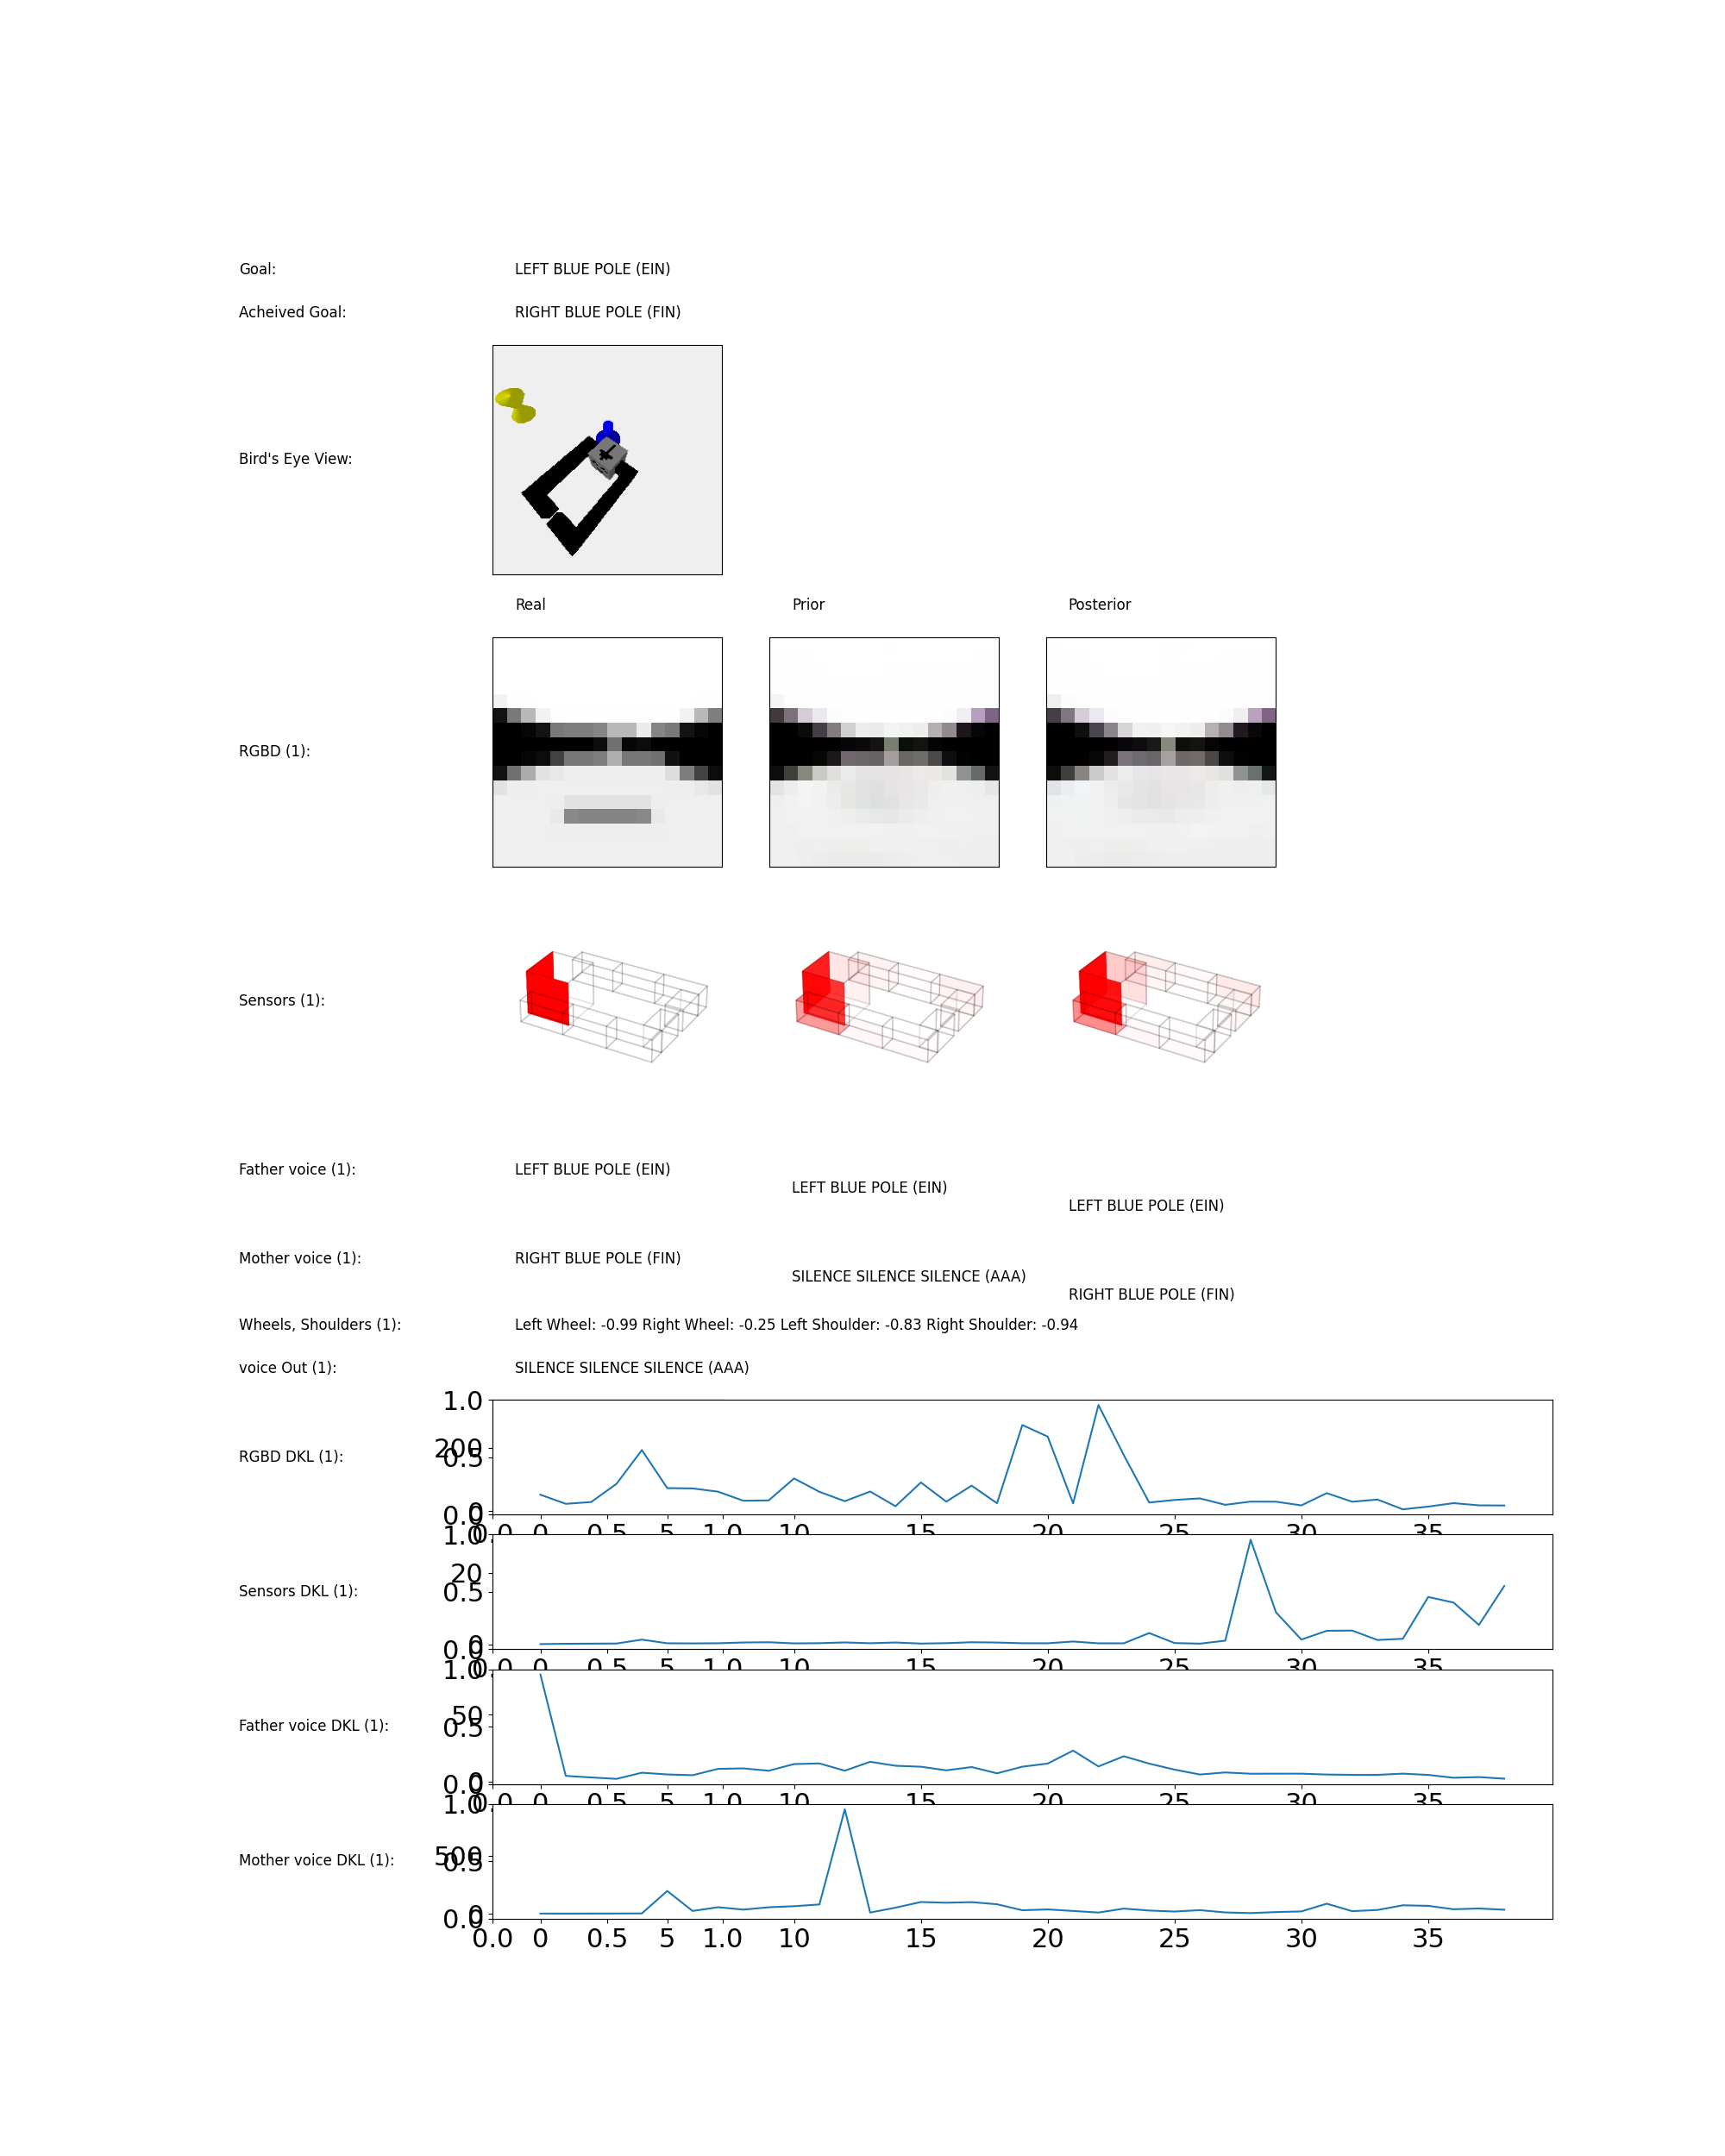 Goal: LEFT BLUE POLE (EIN)
Acheived Goal: RIGHT BLUE POLE (FIN)
Bird's Eye View:
Real Prior Posterior
RGBD (1):
Sensors (1):
Father voice (1): LEFT BLUE POLE (EIN)
LEFT BLUE POLE (EIN)
LEFT BLUE POLE (EIN)
Mother voice (1): RIGHT BLUE POLE (FIN)
SILENCE SILENCE SILENCE (AAA)
RIGHT BLUE POLE (FIN)
Wheels, Shoulders (1): Left Wheel: -0.99 Right Wheel: -0.25 Left Shoulder: -0.83 Right Shoulder: -0.94
voice Out (1): SILENCE SILENCE SILENCE (AAA)
1.0
200
RGBD DKL (1): 0.5
0
0.0
0.0 0 0.5 5 1.0 10 15 20 25 30 35
1.0
20
Sensors DKL (1): 0.5
0
0.0
0.0 0 0.5 5 1.0 10 15 20 25 30 35
1.0
50
Father voice DKL (1): 0.5
0
0.0
0.0 0 0.5 5 1.0 10 15 20 25 30 35
1.0
500
Mother voice DKL (1): 0.5
0
0.0
0.0 0 0.5 5 1.0 10 15 20 25 30 35